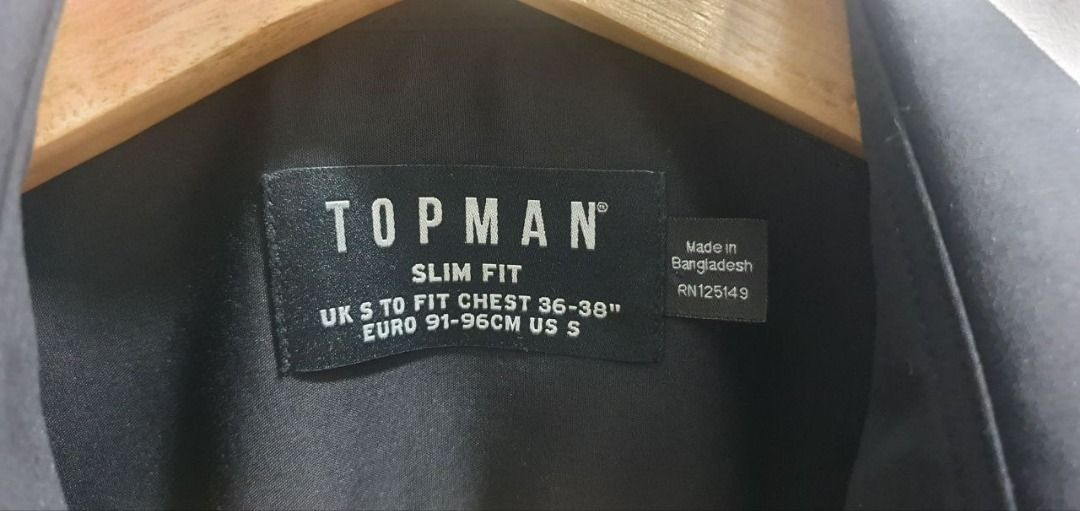 TOPMAN®
SLIM FIT
UK S TO FIT CHEST 36-38"
EURO 91-96CM US S
Made in
Bangladesh
RN125149